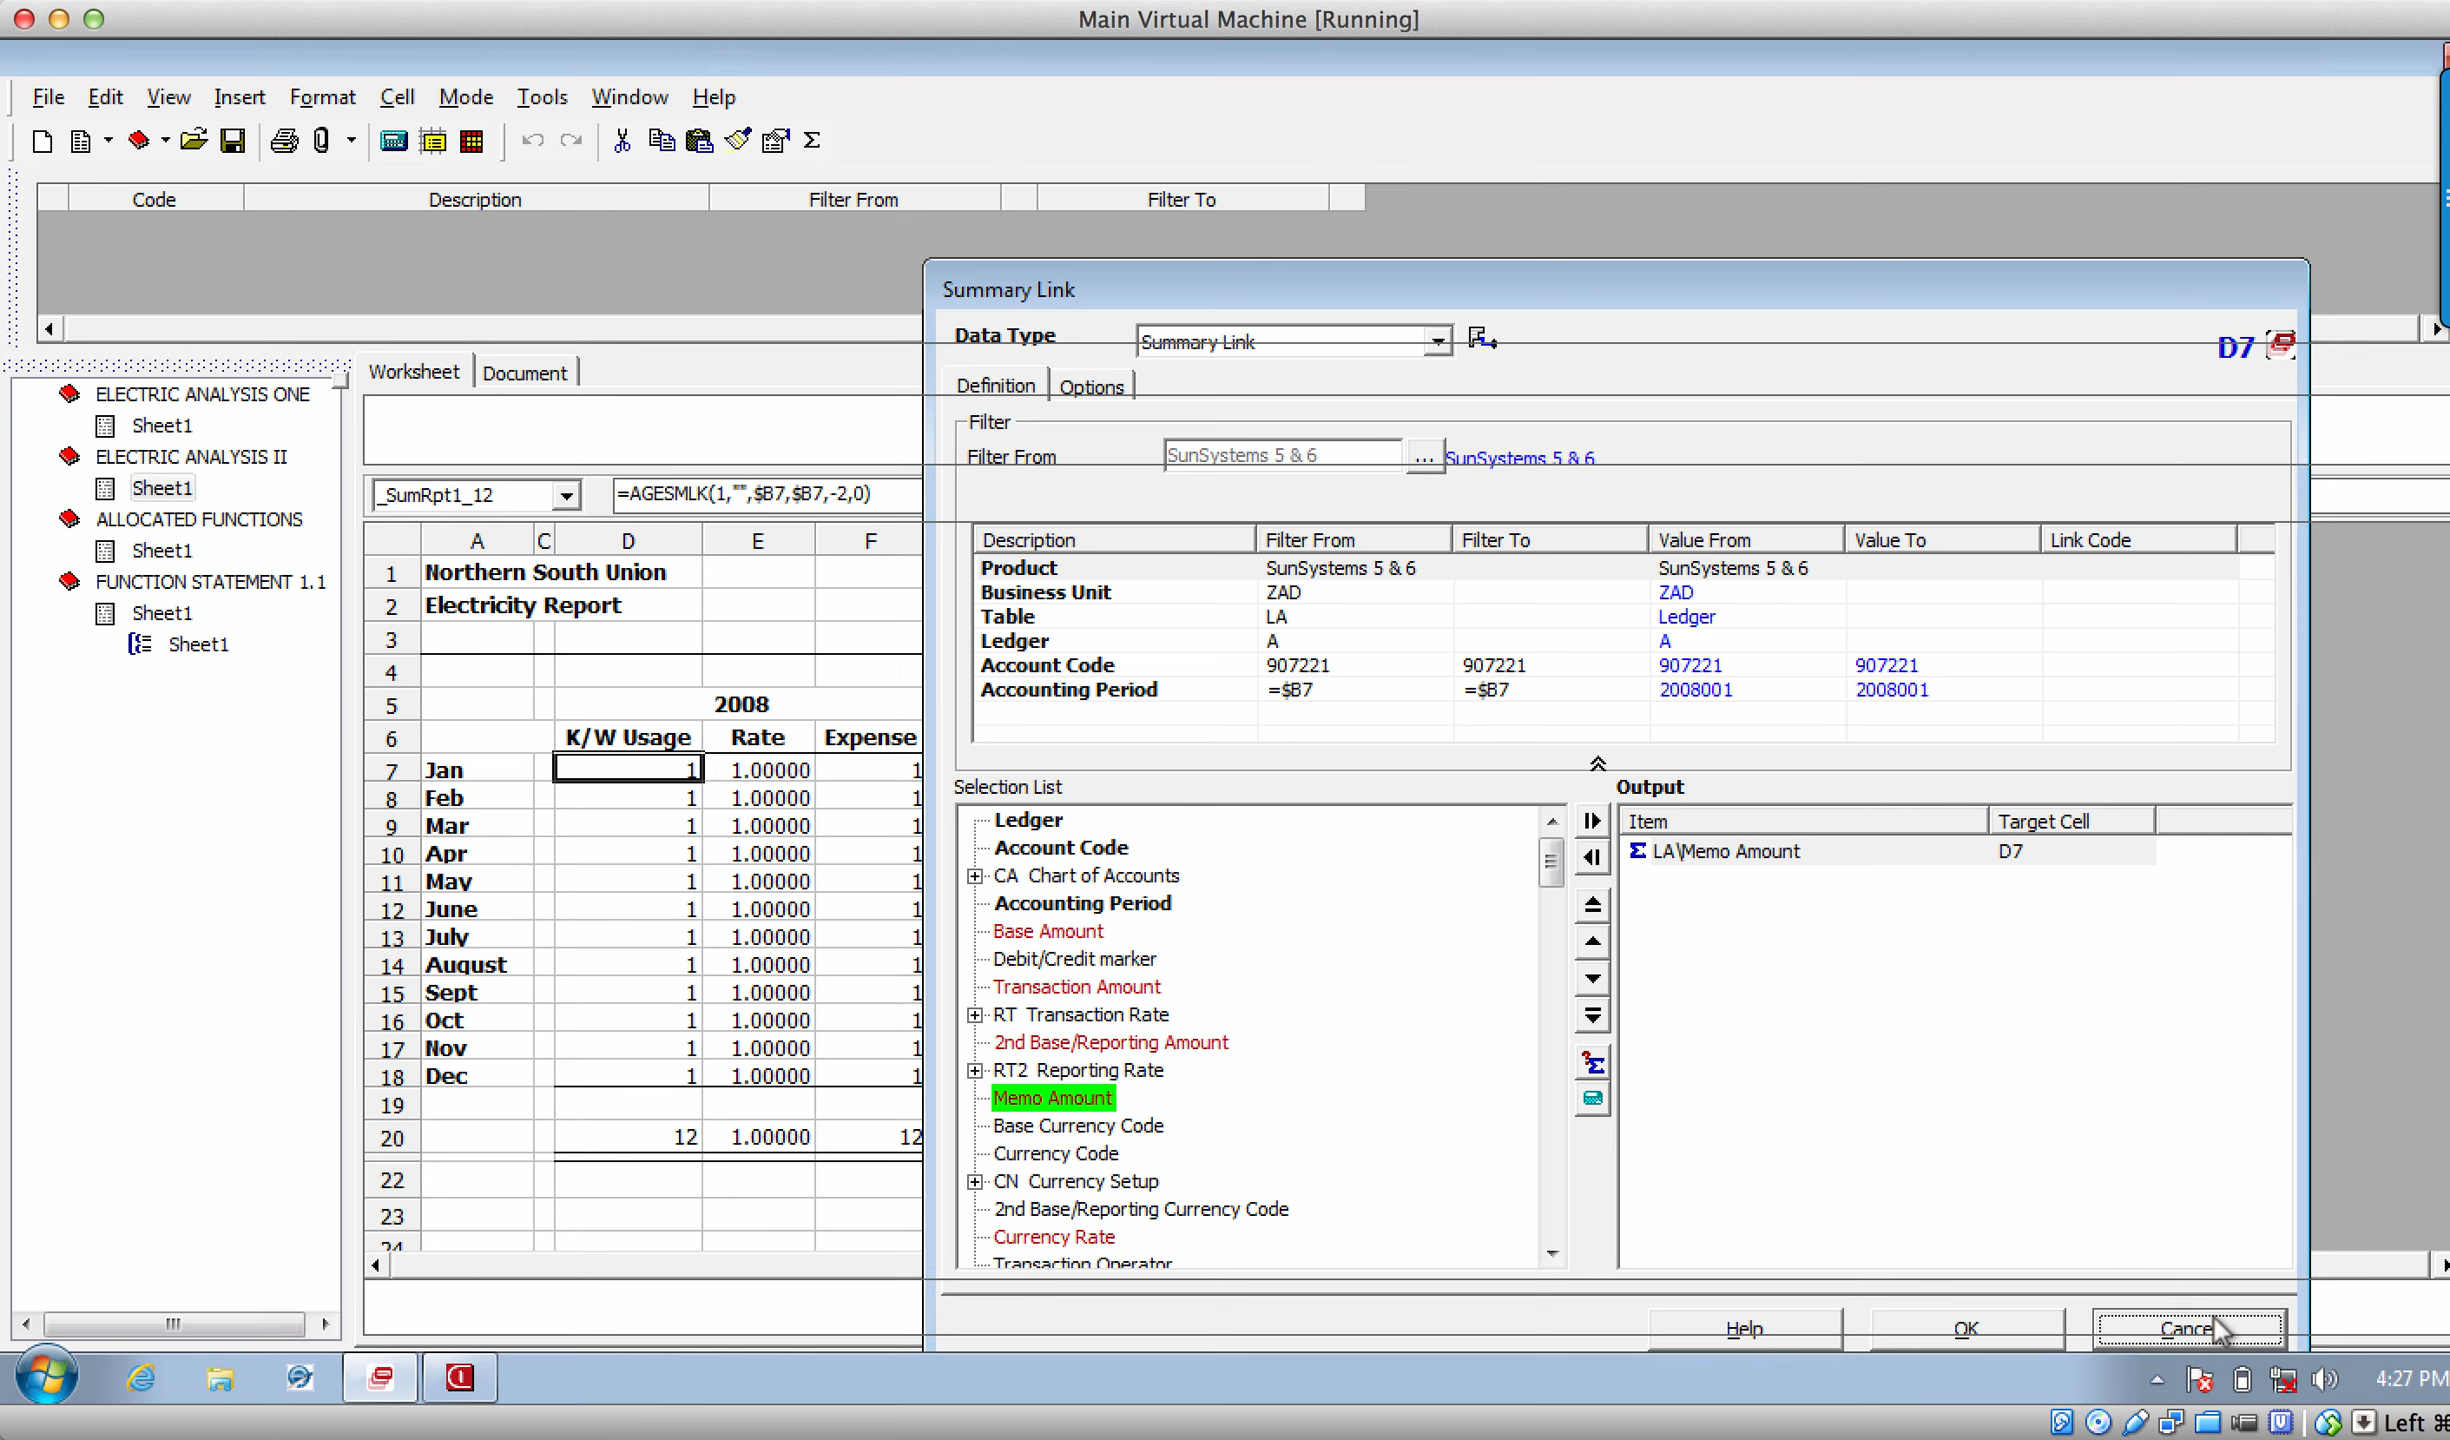 Main Virtual Machine [Running]
File Edit View Insert Format Cell Mode Tools Window Help
Code Description Filter From Filter To
Summary Link
Data Type Summary Link D7
Definition Options
Filter
Filter From SunSystems 5 & 6 ... SunSystems 5 & 6
Description Filter From Filter To Value From Value To Link Code
Product SunSystems 5 & 6 SunSystems 5 & 6
Business Unit ZAD ZAD
Table LA Ledger
Ledger A A
Account Code 907221 907221 907221 907221
Accounting Period =$B7 =$B7 2008001 2008001
Selection List
Ledger
Account Code
CA Chart of Accounts
Accounting Period
Base Amount
Debit/Credit marker
Transaction Amount
RT Transaction Rate
2nd Base/Reporting Amount
RT2 Reporting Rate
Memo Amount
Base Currency Code
Currency Code
CN Currency Setup
2nd Base/Reporting Currency Code
Currency Rate
Transaction Operator
Output
Item Target Cell
Σ LA\Memo Amount D7
Help OK Cancel
ELECTRIC ANALYSIS ONE
Sheet1
ELECTRIC ANALYSIS II
Sheet1
ALLOCATED FUNCTIONS
Sheet1
FUNCTION STATEMENT 1.1
Sheet1
Sheet1
Worksheet Document
_SumRpt1_12 =AGESMLK(1,"",$B7,$B7,-2,0)
A C D E F
1 Northern South Union
2 Electricity Report
3
4
5 2008
6 K/W Usage Rate Expense
7 Jan 1 1.00000 1
8 Feb 1 1.00000 1
9 Mar 1 1.00000 1
10 Apr 1 1.00000 1
11 May 1 1.00000 1
12 June 1 1.00000 1
13 July 1 1.00000 1
14 August 1 1.00000 1
15 Sept 1 1.00000 1
16 Oct 1 1.00000 1
17 Nov 1 1.00000 1
18 Dec 1 1.00000 1
19
20 12 1.00000 12
22
23
24
4:27 PM
Left ⌘